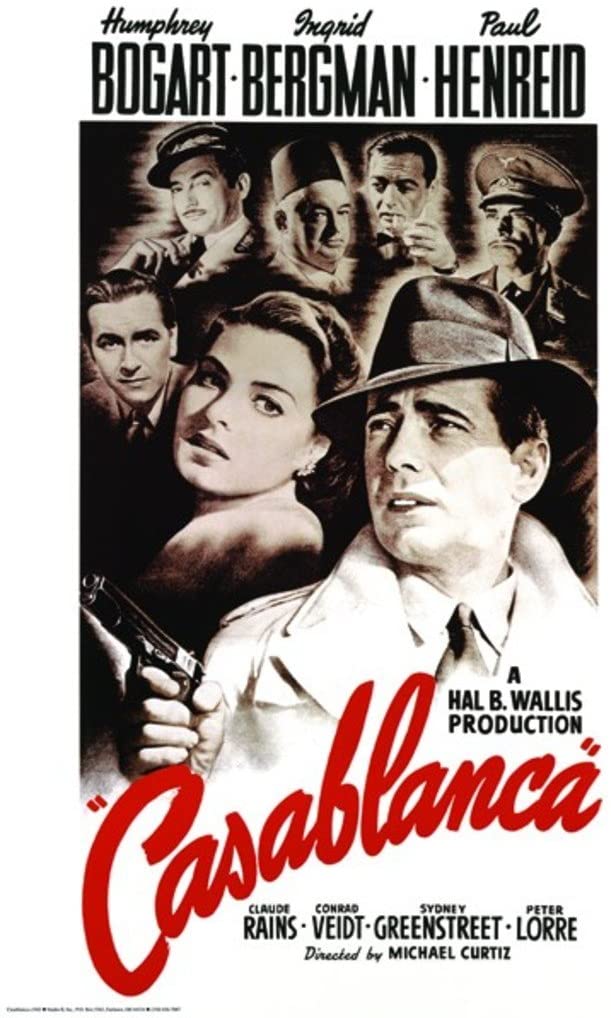 Humphrey Ingrid Paul
BOGART · BERGMAN · HENREID
A
HAL B. WALLIS
PRODUCTION
"Casablanca"
CLAUDE CONRAD SYDNEY PETER
RAINS · VEIDT · GREENSTREET · LORRE
Directed by MICHAEL CURTIZ